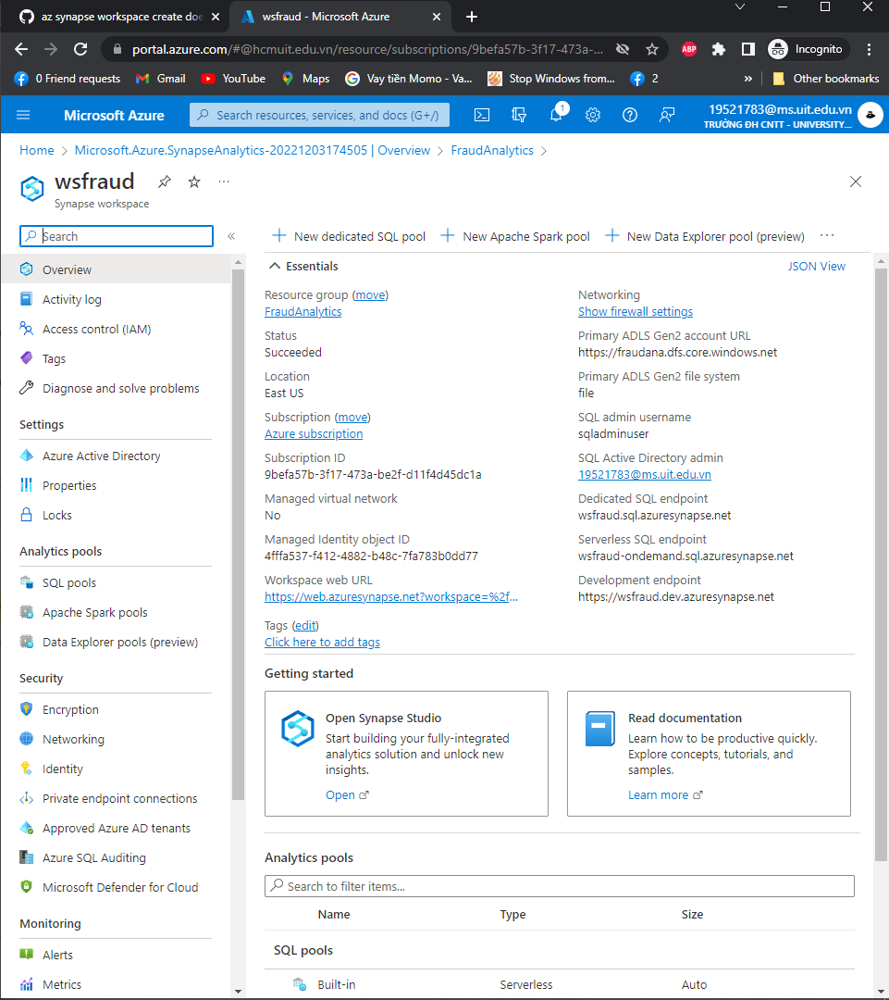 az synapse workspace create doe
wsfraud - Microsoft Azure
portal.azure.com/#@hcmuit.edu.vn/resource/subscriptions/9befa57b-3f17-473a-...
ABP
Incognito
0 Friend requests
Gmail
YouTube
Maps
Vay tiền Momo - Va...
Stop Windows from...
2
»
Other bookmarks
Microsoft Azure
Search resources, services, and docs (G+/)
1
19521783@ms.uit.edu.vn
TRƯỜNG ĐH CNTT - UNIVERSITY...
Home > Microsoft.Azure.SynapseAnalytics-20221203174505 | Overview > FraudAnalytics >
wsfraud
...
Synapse workspace
Search
«
Overview
Activity log
Access control (IAM)
Tags
Diagnose and solve problems
Settings
Azure Active Directory
Properties
Locks
Analytics pools
SQL pools
Apache Spark pools
Data Explorer pools (preview)
Security
Encryption
Networking
Identity
Private endpoint connections
Approved Azure AD tenants
Azure SQL Auditing
Microsoft Defender for Cloud
Monitoring
Alerts
Metrics
New dedicated SQL pool
New Apache Spark pool
New Data Explorer pool (preview)
...
Essentials
JSON View
Resource group (move)
FraudAnalytics
Status
Succeeded
Location
East US
Subscription (move)
Azure subscription
Subscription ID
9befa57b-3f17-473a-be2f-d11f4d45dc1a
Managed virtual network
No
Managed Identity object ID
4fffa537-f412-4882-b48c-7fa783b0dd77
Workspace web URL
https://web.azuresynapse.net?workspace=%2f...
Tags (edit)
Click here to add tags
Networking
Show firewall settings
Primary ADLS Gen2 account URL
https://fraudana.dfs.core.windows.net
Primary ADLS Gen2 file system
file
SQL admin username
sqladminuser
SQL Active Directory admin
19521783@ms.uit.edu.vn
Dedicated SQL endpoint
wsfraud.sql.azuresynapse.net
Serverless SQL endpoint
wsfraud-ondemand.sql.azuresynapse.net
Development endpoint
https://wsfraud.dev.azuresynapse.net
Getting started
Open Synapse Studio
Start building your fully-integrated
analytics solution and unlock new
insights.
Open
Read documentation
Learn how to be productive quickly.
Explore concepts, tutorials, and
samples.
Learn more
Analytics pools
Search to filter items...
Name Type Size
SQL pools
Built-in Serverless Auto